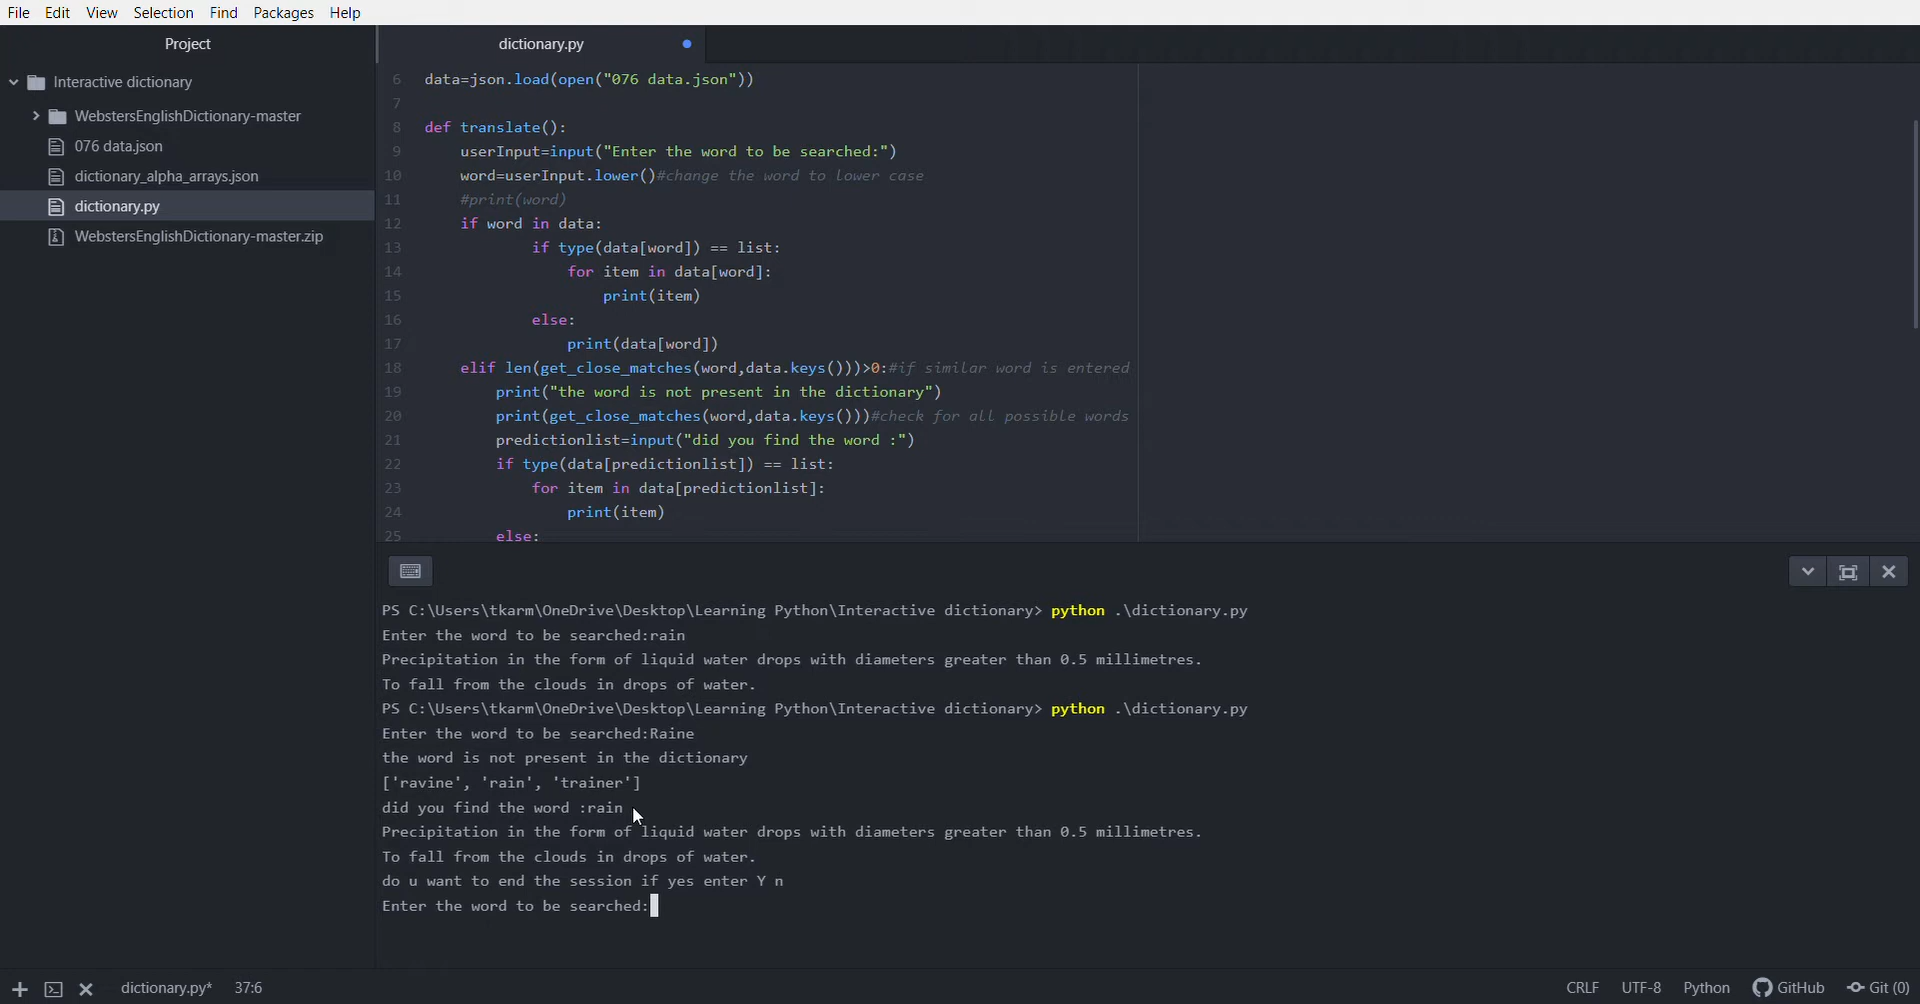 File Edit View Selection Find Packages Help
Project
Interactive dictionary
WebstersEnglishDictionary-master
076 data.json
dictionary_alpha_arrays.json
dictionary.py
WebstersEnglishDictionary-master.zip
dictionary.py
6 data=json.load(open("076 data.json"))
7
8 def translate():
9 userInput=input("Enter the word to be searched:")
10 word=userInput.lower()#change the word to lower case
11 #print(word)
12 if word in data:
13 if type(data[word]) == list:
14 for item in data[word]:
15 print(item)
16 else:
17 print(data[word])
18 elif len(get_close_matches(word,data.keys()))>0:#if similar word is entered
19 print("the word is not present in the dictionary")
20 print(get_close_matches(word,data.keys()))#check for all possible words
21 predictionlist=input("did you find the word :")
22 if type(data[predictionlist]) == list:
23 for item in data[predictionlist]:
24 print(item)
25 else:
PS C:\Users\tkarm\OneDrive\Desktop\Learning Python\Interactive dictionary> python .\dictionary.py
Enter the word to be searched:rain
Precipitation in the form of liquid water drops with diameters greater than 0.5 millimetres.
To fall from the clouds in drops of water.
PS C:\Users\tkarm\OneDrive\Desktop\Learning Python\Interactive dictionary> python .\dictionary.py
Enter the word to be searched:Raine
the word is not present in the dictionary
['ravine', 'rain', 'trainer']
did you find the word :rain
Precipitation in the form of liquid water drops with diameters greater than 0.5 millimetres.
To fall from the clouds in drops of water.
do u want to end the session if yes enter Y n
Enter the word to be searched:
dictionary.py* 37:6 CRLF UTF-8 Python GitHub Git (0)